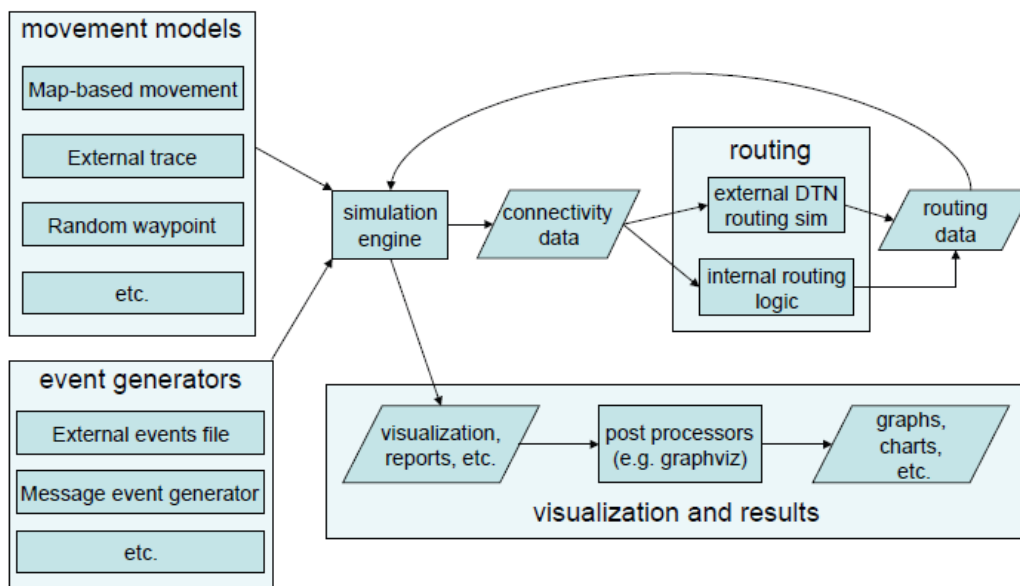 movement models
Map-based movement
External trace
Random waypoint
etc.
event generators
External events file
Message event generator
etc.
simulation
engine
connectivity
data
routing
external DTN
routing sim
internal routing
logic
routing
data
visualization,
reports, etc.
post processors
(e.g. graphviz)
graphs,
charts,
etc.
visualization and results